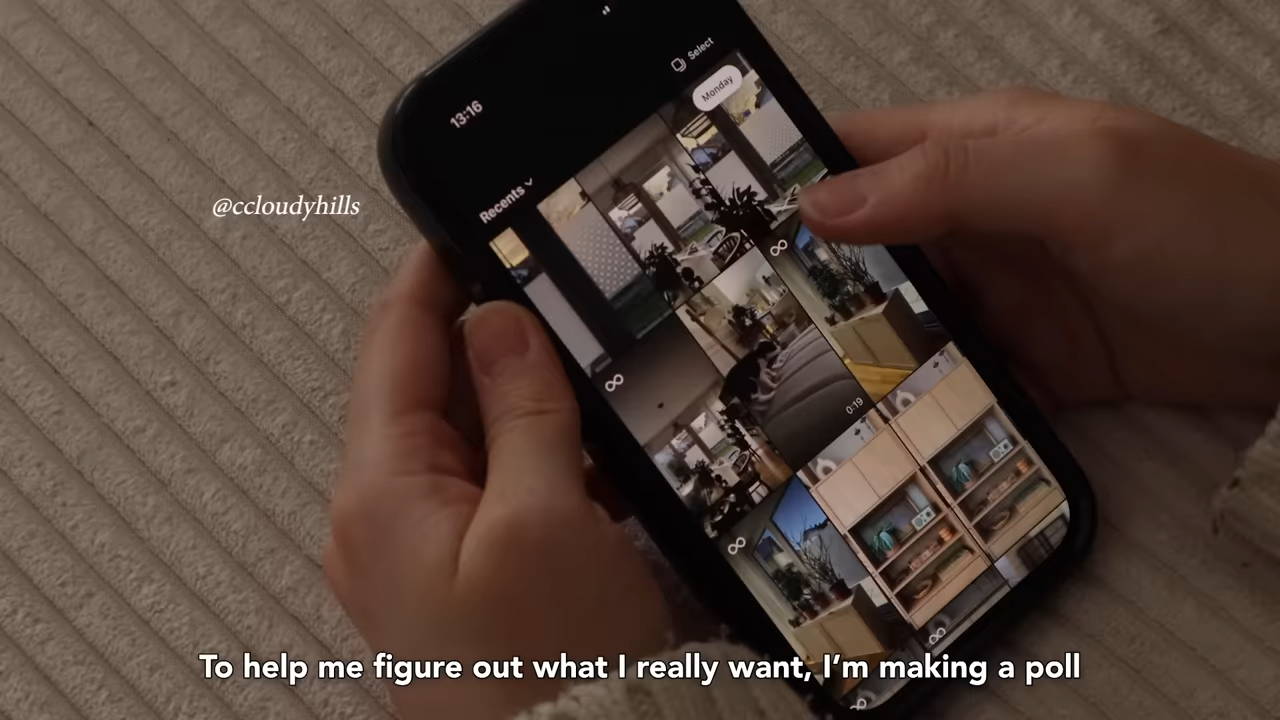 Select
Monday
13:16
Recents
@ccloudyhills
0:19
To help me figure out what I really want, I'm making a poll